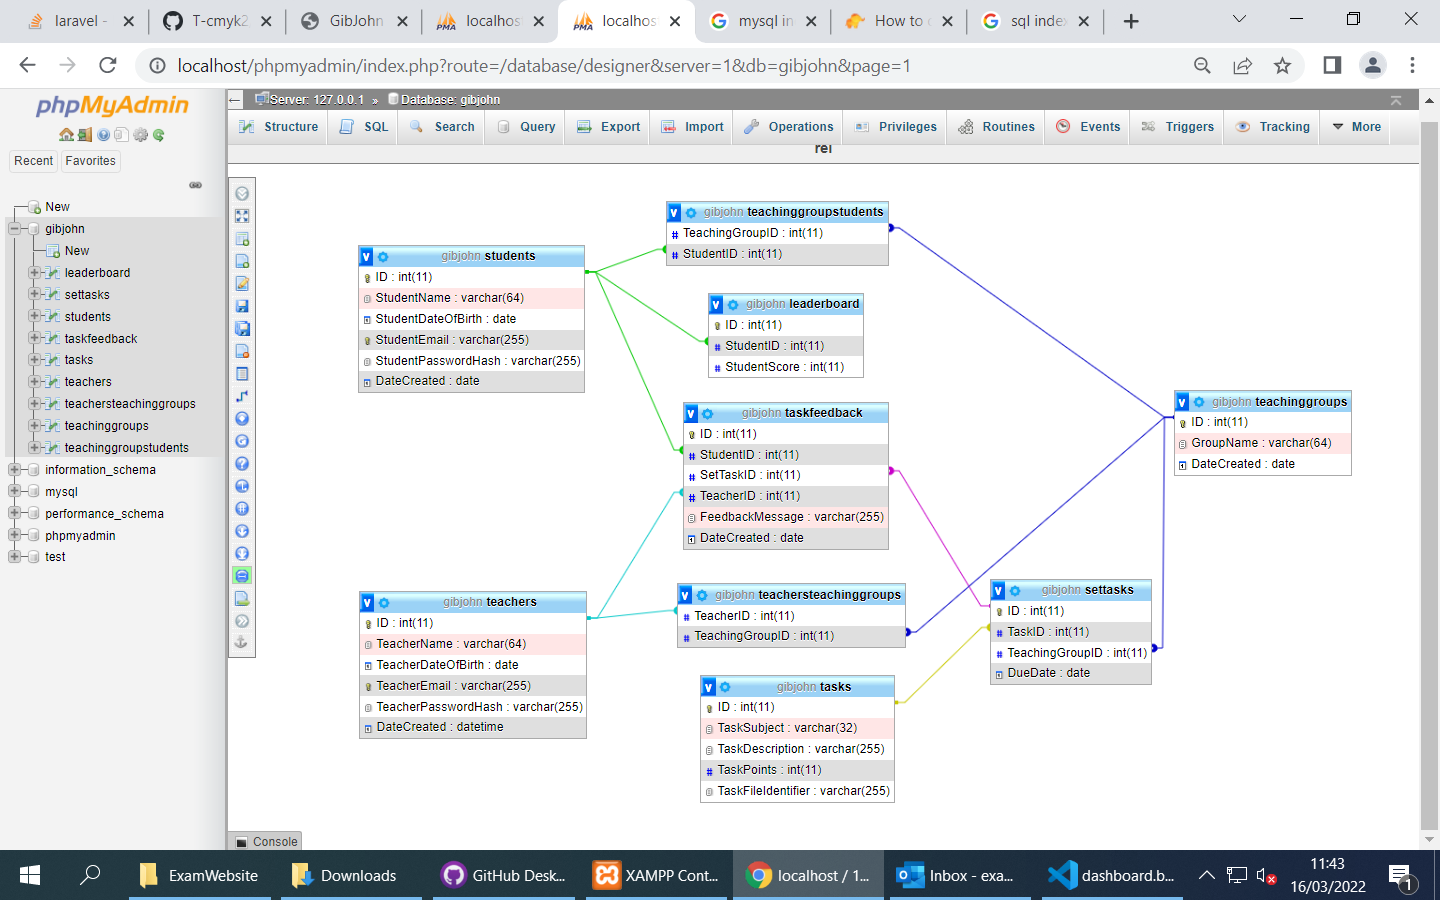 laravel -
T-cmyk2
GibJohn
localhos
localhos
mysql in
How to c
sql index
localhost/phpmyadmin/index.php?route=/database/designer&server=1&db=gibjohn&page=1
phpMyAdmin
Recent
Favorites
New
gibjohn
New
leaderboard
settasks
students
taskfeedback
tasks
teachers
teachersteachinggroups
teachinggroups
teachinggroupstudents
information_schema
mysql
performance_schema
phpmyadmin
test
Server: 127.0.0.1 » Database: gibjohn
Structure
SQL
Search
Query
Export
Import
Operations
Privileges
Routines
Events
Triggers
Tracking
More
rel
gibjohn students
ID : int(11)
StudentName : varchar(64)
StudentDateOfBirth : date
StudentEmail : varchar(255)
StudentPasswordHash : varchar(255)
DateCreated : date
gibjohn teachinggroupstudents
TeachingGroupID : int(11)
StudentID : int(11)
gibjohn leaderboard
ID : int(11)
StudentID : int(11)
StudentScore : int(11)
gibjohn taskfeedback
ID : int(11)
StudentID : int(11)
SetTaskID : int(11)
TeacherID : int(11)
FeedbackMessage : varchar(255)
DateCreated : date
gibjohn teachinggroups
ID : int(11)
GroupName : varchar(64)
DateCreated : date
gibjohn teachers
ID : int(11)
TeacherName : varchar(64)
TeacherDateOfBirth : date
TeacherEmail : varchar(255)
TeacherPasswordHash : varchar(255)
DateCreated : datetime
gibjohn teachersteachinggroups
TeacherID : int(11)
TeachingGroupID : int(11)
gibjohn settasks
ID : int(11)
TaskID : int(11)
TeachingGroupID : int(11)
DueDate : date
gibjohn tasks
ID : int(11)
TaskSubject : varchar(32)
TaskDescription : varchar(255)
TaskPoints : int(11)
TaskFileIdentifier : varchar(255)
Console
ExamWebsite
Downloads
GitHub Desk...
XAMPP Cont...
localhost / 1...
Inbox - exa...
dashboard.b...
11:43
16/03/2022
1